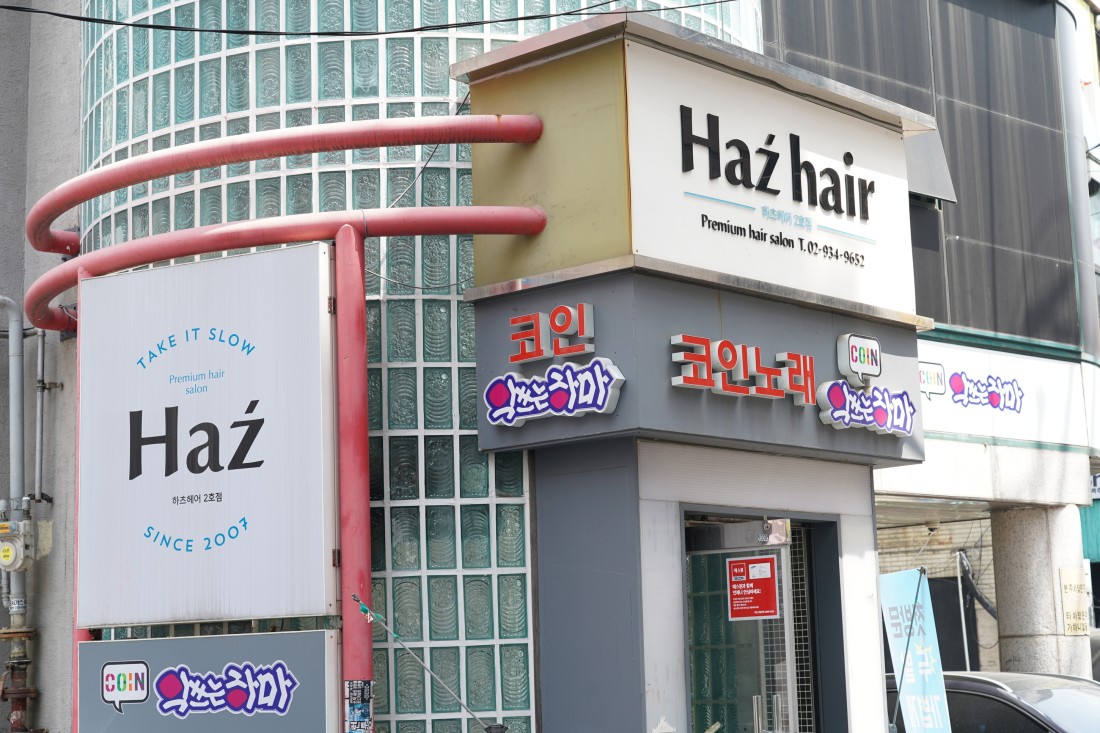 Haź hair
하츠헤어 2호점
Premium hair salon T. 02-934-9652
TAKE IT SLOW
Premium hair
salon
Haź
하츠헤어 2호점
SINCE 2007
COIN
악쓰는하마
코인
악쓰는하마
코인노래
COIN
악쓰는하마
COIN
악쓰는하마